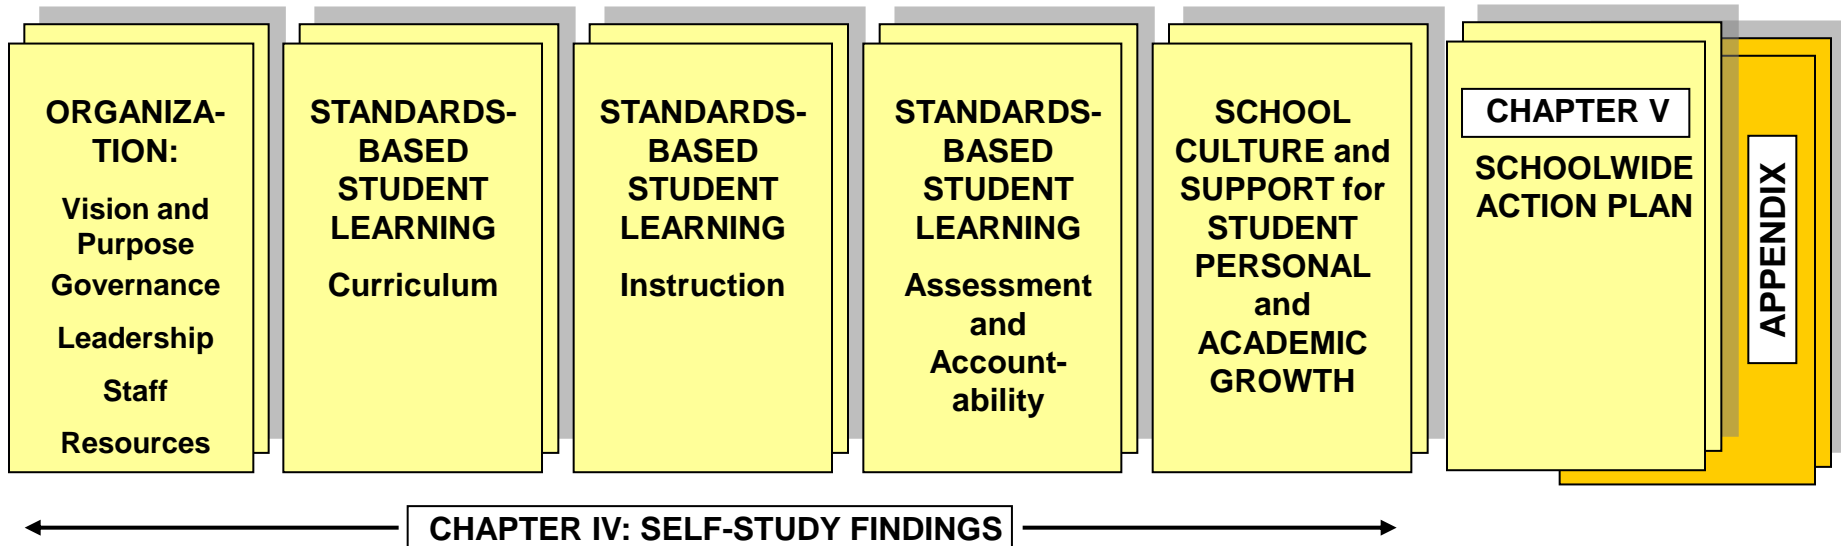 ORGANIZA-
TION:
Vision and
Purpose
Governance
Leadership
Staff
Resources
STANDARDS-
BASED
STUDENT
LEARNING
Curriculum
STANDARDS-
BASED
STUDENT
LEARNING
Instruction
STANDARDS-
BASED
STUDENT
LEARNING
Assessment
and
Account-
ability
SCHOOL
CULTURE and
SUPPORT for
STUDENT
PERSONAL
and
ACADEMIC
GROWTH
CHAPTER V
SCHOOLWIDE
ACTION PLAN
APPENDIX
CHAPTER IV: SELF-STUDY FINDINGS